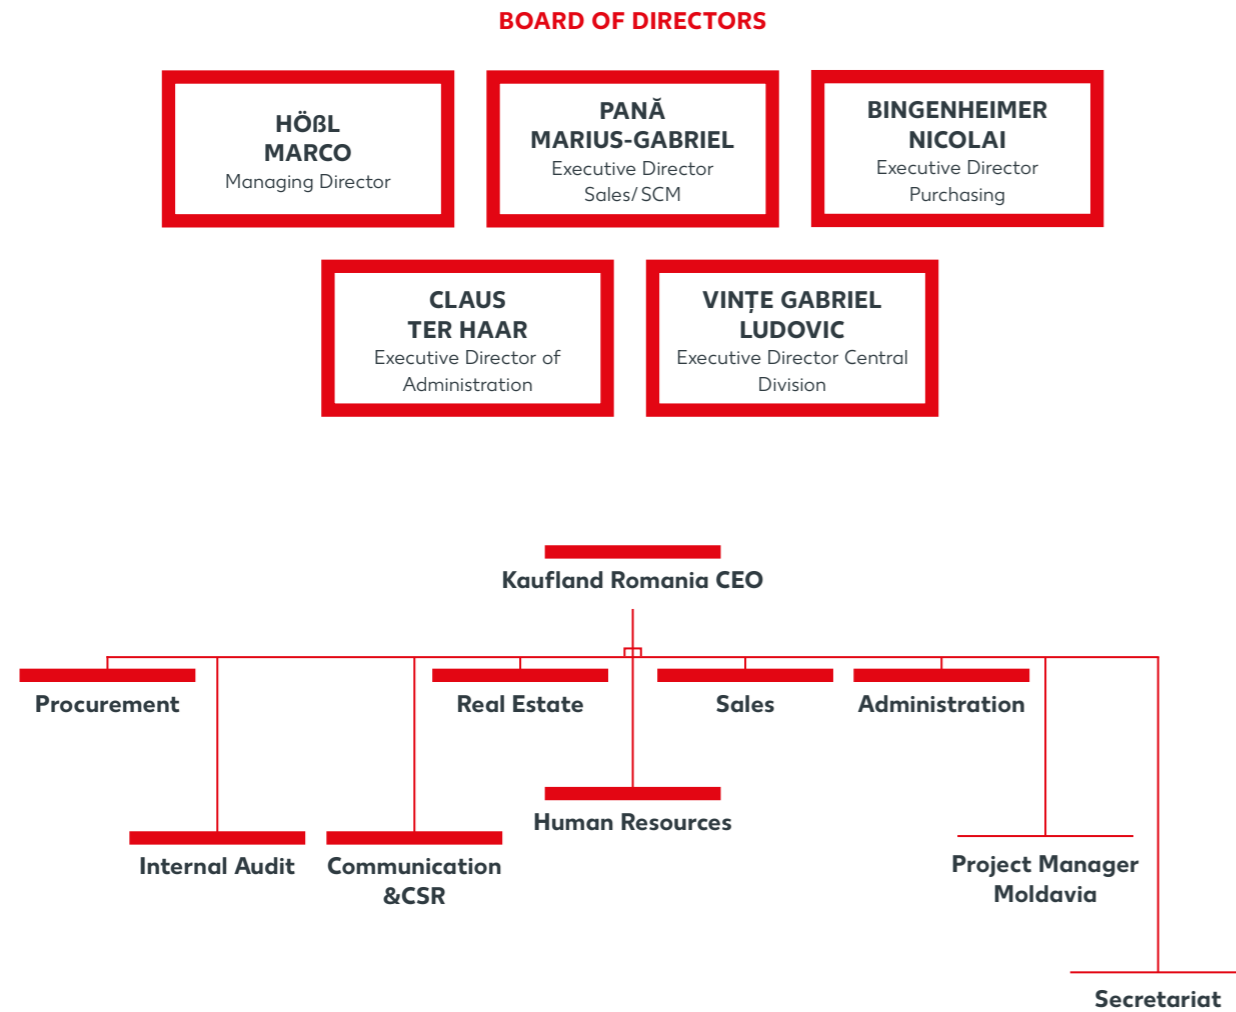 BOARD OF DIRECTORS
HÖßL
MARCO
Managing Director
PANĂ
MARIUS-GABRIEL
Executive Director
Sales/ SCM
BINGENHEIMER
NICOLAI
Executive Director
Purchasing
CLAUS
TER HAAR
Executive Director of
Administration
VINȚE GABRIEL
LUDOVIC
Executive Director Central
Division
Kaufland Romania CEO
Procurement
Real Estate
Sales
Administration
Human Resources
Internal Audit
Communication
&CSR
Project Manager
Moldavia
Secretariat